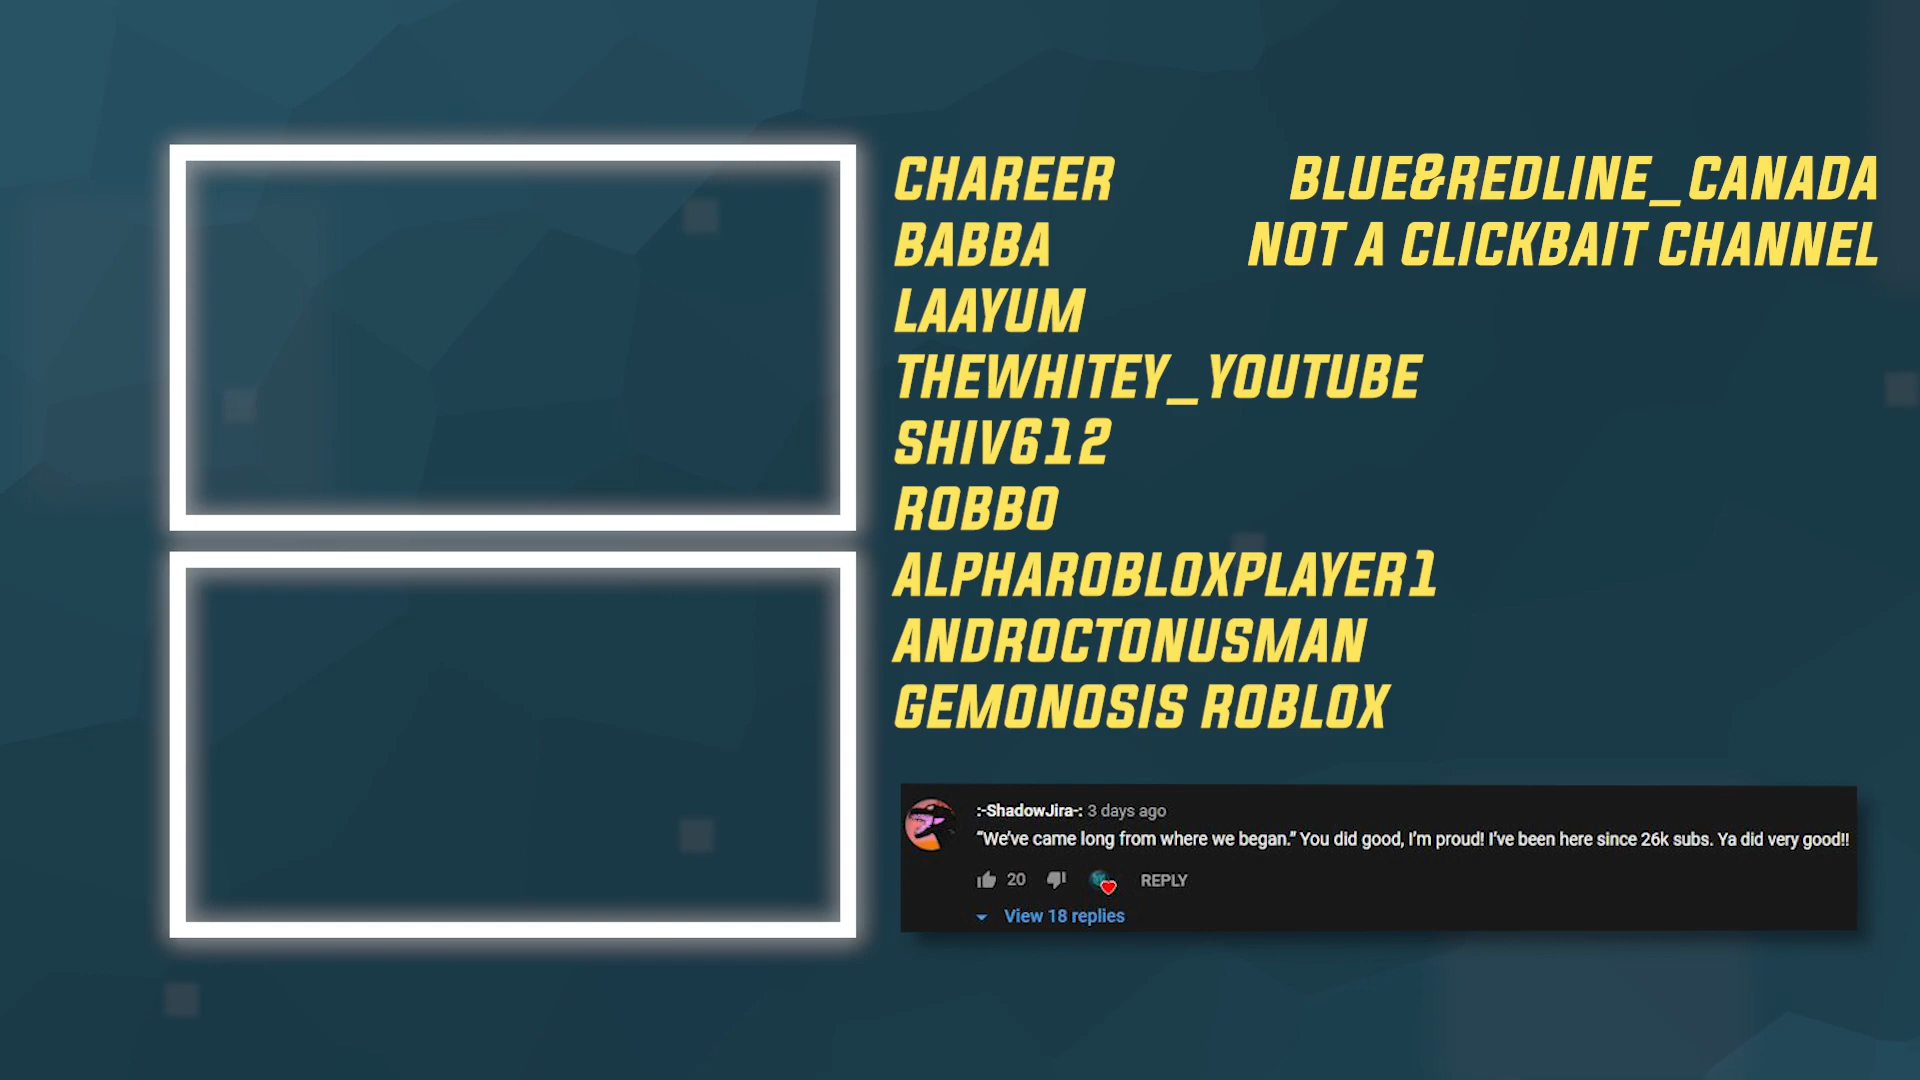 CHAREER
BABBA
LAAYUM
THEWHITEY_YOUTUBE
SHIV612
ROBBO
ALPHAROBLOXPLAYER1
ANDROCTONUSMAN
GEMONOSIS ROBLOX
BLUE&REDLINE_CANADA
NOT A CLICKBAIT CHANNEL
:-ShadowJira-: 3 days ago
“We’ve came long from where we began.” You did good, I’m proud! I’ve been here since 26k subs. Ya did very good!!
20 REPLY
View 18 replies